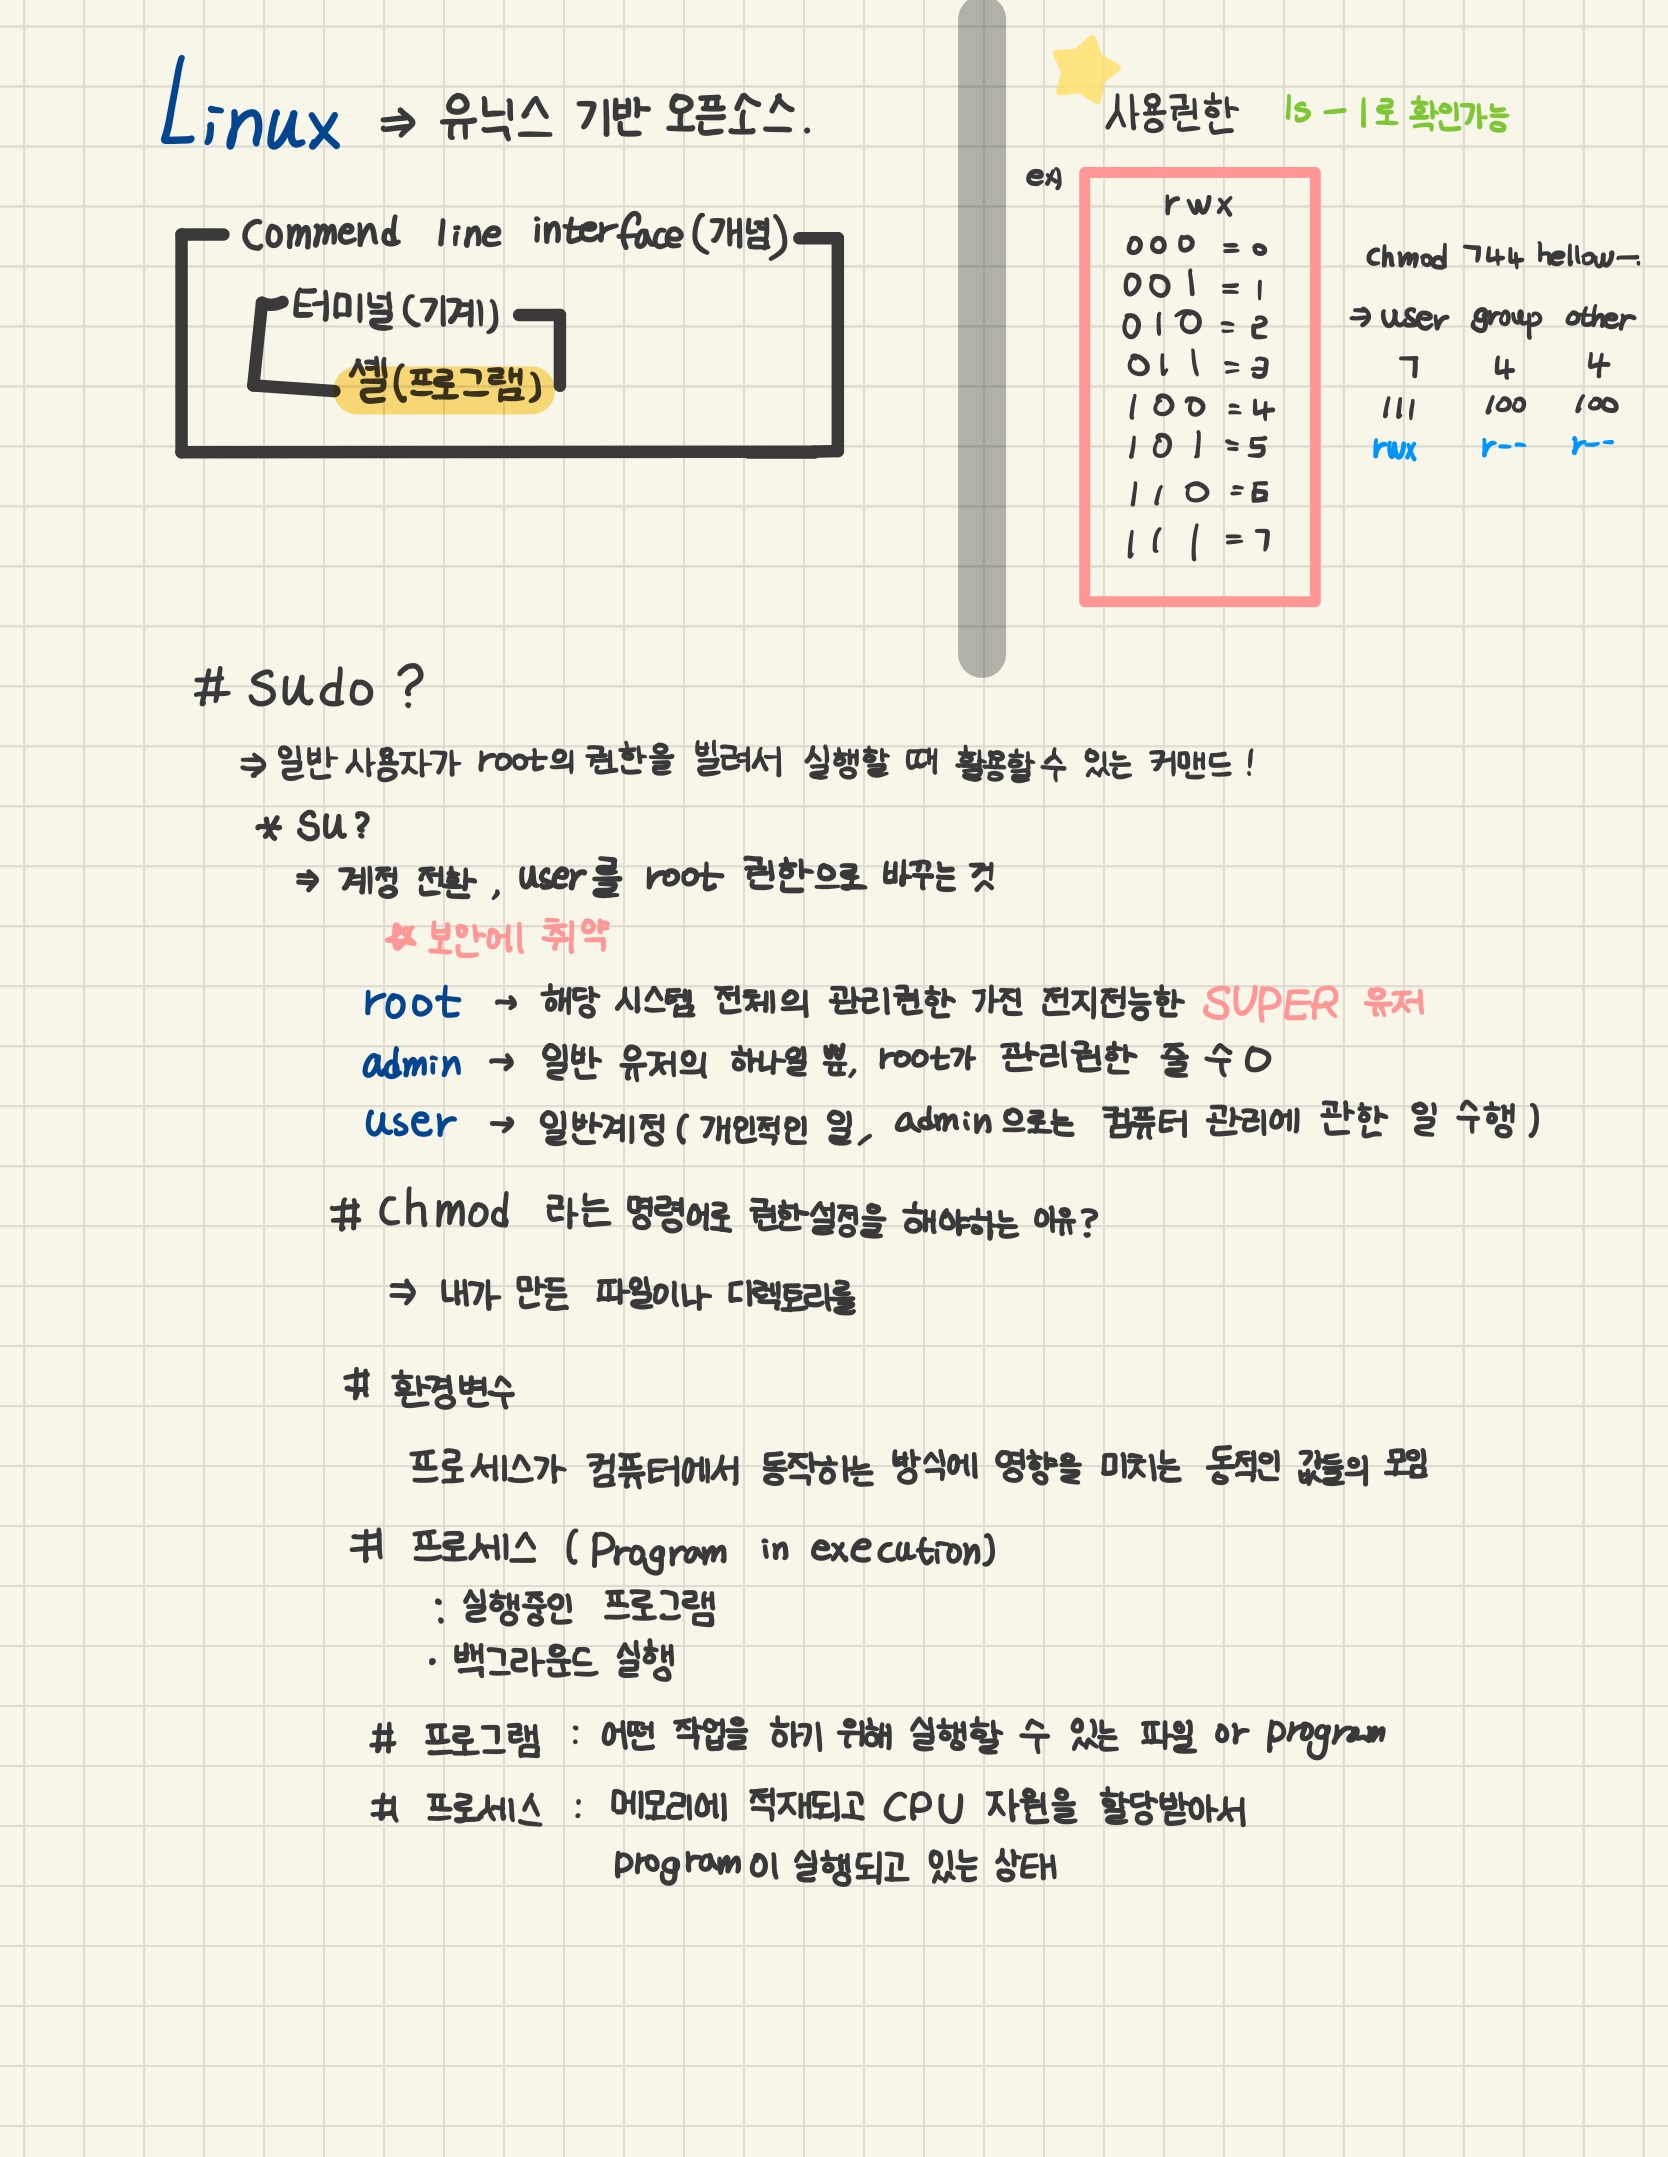 Linux ⇒ 유닉스 기반 오픈소스.
Commend line interface (개념)
터미널 (기계)
셸 (프로그램)
사용권한 ls -l로 확인가능
ex)
rwx
000 = 0
001 = 1
010 = 2
011 = 3
100 = 4
101 = 5
110 = 6
111 = 7
chmod 744 hellow-.
⇒ user group other
7 4 4
111 100 100
rwx r-- r--
# sudo ?
⇒ 일반 사용자가 root의 권한을 빌려서 실행할 때 활용할 수 있는 커맨드 !
* su?
⇒ 계정 전환, user를 root 권한으로 바꾸는 것
☆ 보안에 취약
root → 해당 시스템 전체의 관리권한 가진 전지전능한 SUPER 유저
admin → 일반 유저의 하나일 뿐, root가 관리권한 줄 수 O
user → 일반계정 ( 개인적인 일, admin으로는 컴퓨터 관리에 관한 일 수행 )
# chmod 라는 명령어로 권한설정을 해야하는 이유?
⇒ 내가 만든 파일이나 디렉토리를
# 환경변수
프로세스가 컴퓨터에서 동작하는 방식에 영향을 미치는 동적인 값들의 모임
# 프로세스 (Program in execution)
: 실행중인 프로그램
· 백그라운드 실행
# 프로그램 : 어떤 작업을 하기 위해 실행할 수 있는 파일 or program
# 프로세스 : 메모리에 적재되고 CPU 자원을 할당받아서
program이 실행되고 있는 상태